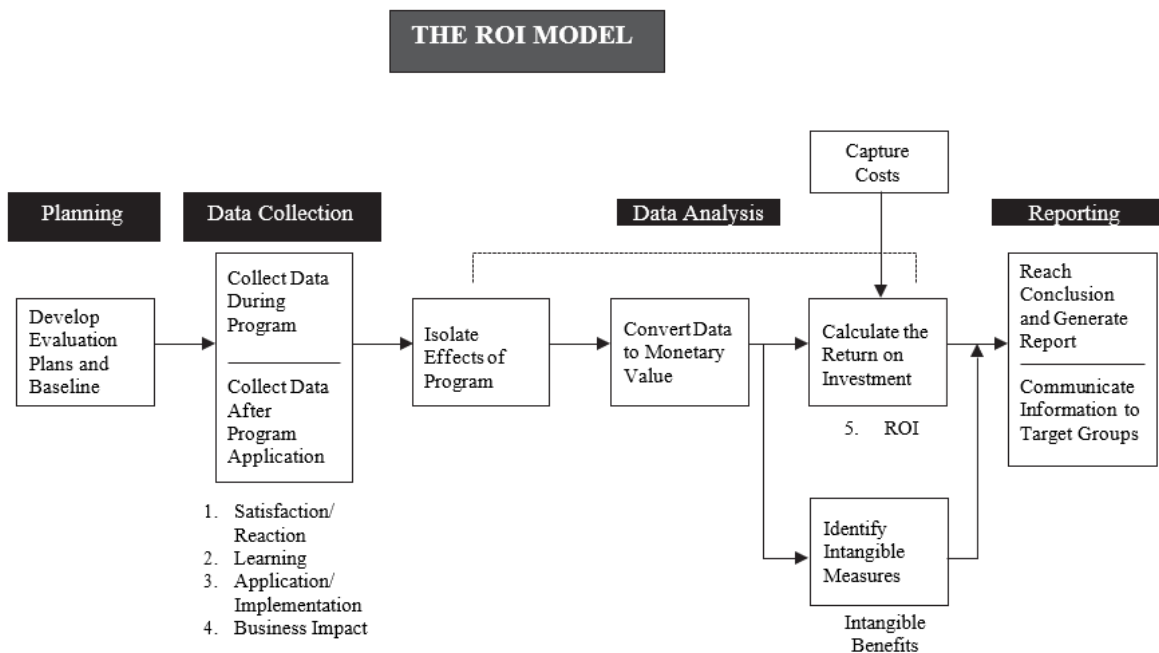 THE ROI MODEL
Capture
Costs
Planning
Data Collection
Data Analysis
Reporting
Develop
Evaluation
Plans and
Baseline
Collect Data
During
Program
Collect Data
After
Program
Application
1. Satisfaction/
Reaction
2. Learning
3. Application/
Implementation
4. Business Impact
Isolate
Effects of
Program
Convert Data
to Monetary
Value
Calculate the
Return on
Investment
5. ROI
Identify
Intangible
Measures
Intangible
Benefits
Reach
Conclusion
and Generate
Report
Communicate
Information to
Target Groups